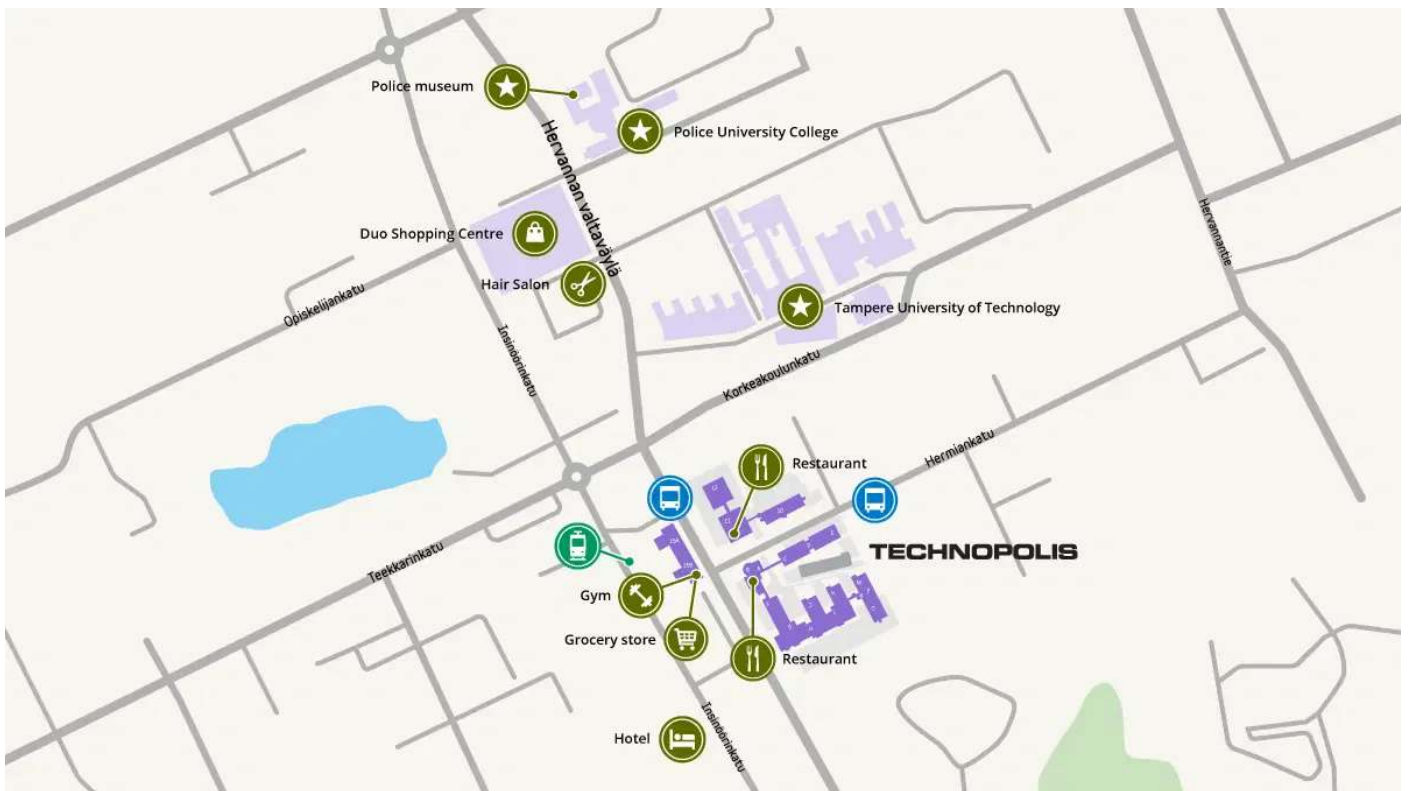 Police museum
Police University College
Hervannan valtaväylä
Duo Shopping Centre
Hervannantie
Hair Salon
Opiskelijankatu
Tampere University of Technology
Insinöörinkatu
Korkeakoulunkatu
Hermiankatu
Restaurant
Teekkarinkatu
TECHNOPOLIS
Gym
Grocery store
Restaurant
Insinöörinkatu
Hotel